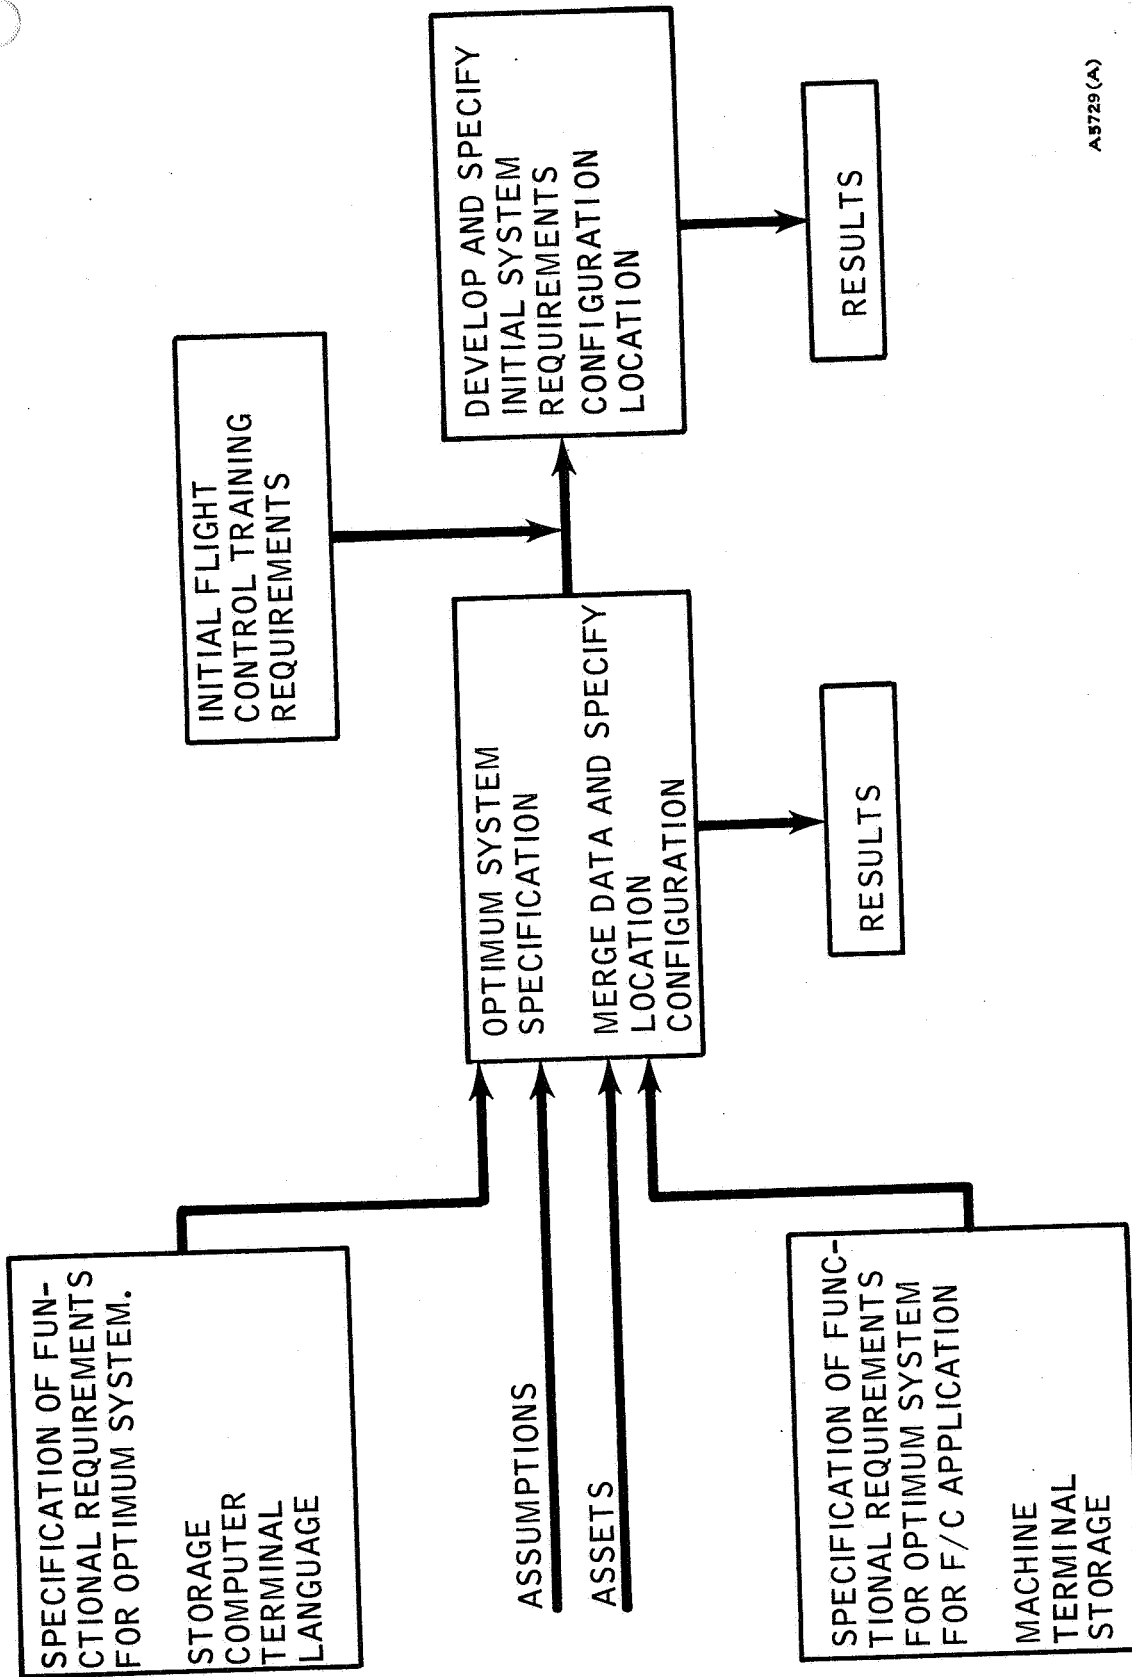 SPECIFICATION OF FUN-
CTIONAL REQUIREMENTS
FOR OPTIMUM SYSTEM.
STORAGE
COMPUTER
TERMINAL
LANGUAGE
ASSUMPTIONS
ASSETS
SPECIFICATION OF FUNC-
TIONAL REQUIREMENTS
FOR OPTIMUM SYSTEM
FOR F/C APPLICATION
MACHINE
TERMINAL
STORAGE
OPTIMUM SYSTEM
SPECIFICATION
MERGE DATA AND SPECIFY
LOCATION
CONFIGURATION
RESULTS
INITIAL FLIGHT
CONTROL TRAINING
REQUIREMENTS
DEVELOP AND SPECIFY
INITIAL SYSTEM
REQUIREMENTS
CONFIGURATION
LOCATION
RESULTS
A5729(A)